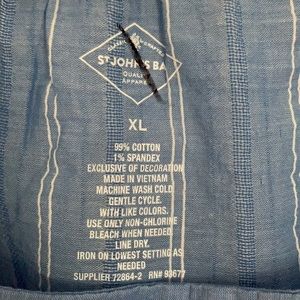 ST JOHN'S BA
QUALITY
APPAREL
XL
99% COTTON
1% SPANDEX
EXCLUSIVE OF DECORATION
MADE IN VIETNAM
MACHINE WASH COLD
GENTLE CYCLE.
WITH LIKE COLORS.
USE ONLY NON-CHLORINE
BLEACH WHEN NEEDED
LINE DRY.
IRON ON LOWEST SETTING AS
NEEDED
SUPPLIER 72864-2 RN# 93677